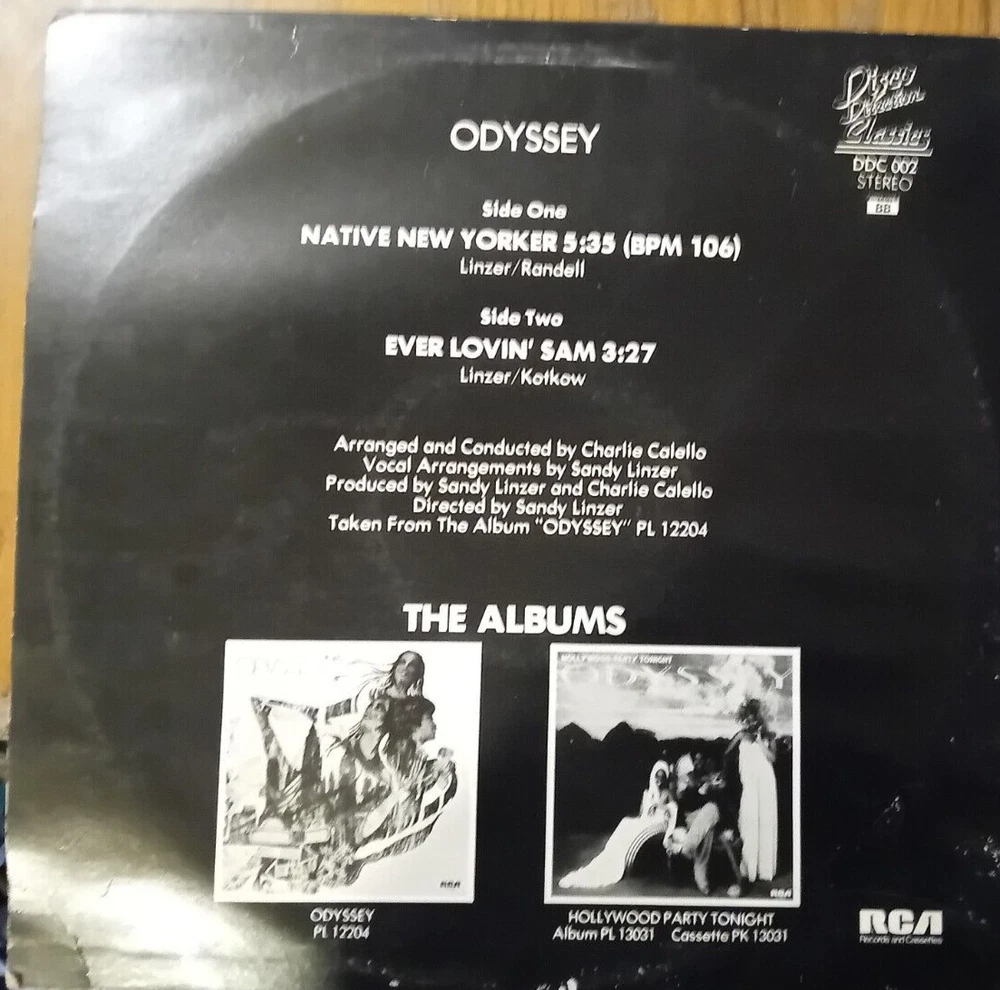 ODYSSEY
Side One
NATIVE NEW YORKER 5:35 (BPM 106)
Linzer/Randell
Side Two
EVER LOVIN' SAM 3:27
Linzer/Kotkow
Arranged and Conducted by Charlie Calello
Vocal Arrangements by Sandy Linzer
Produced by Sandy Linzer and Charlie Calello
Directed by Sandy Linzer
Taken From The Album "ODYSSEY" PL 12204
Disco
Classics
DDC 002
STEREO
BB
THE ALBUMS
RCA
ODYSSEY
PL 12204
HOLLYWOOD PARTY TONIGHT
ODYSSEY
RCA
HOLLYWOOD PARTY TONIGHT
Album PL 13031 Cassette PK 13031
RCA
Records and Cassettes